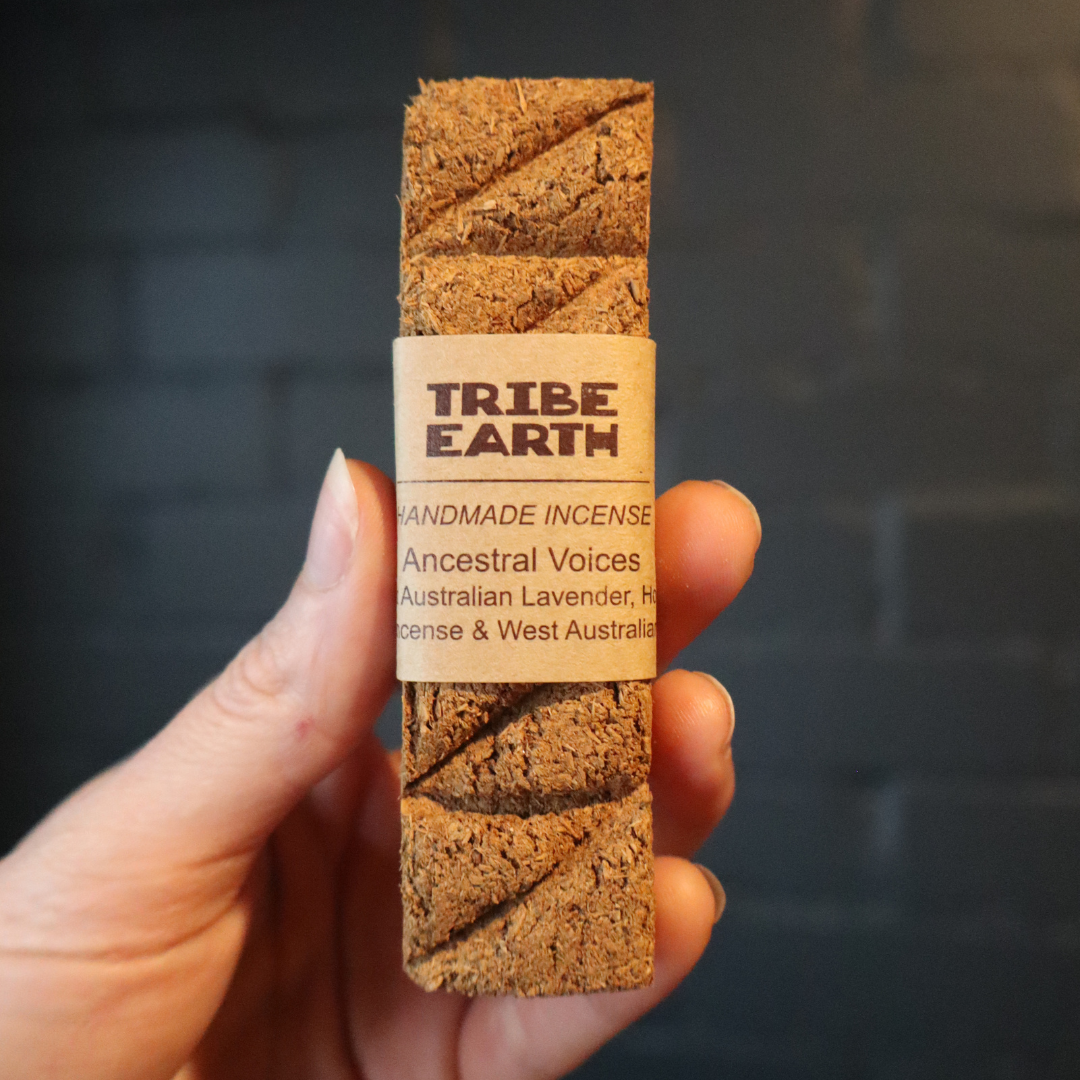 TRIBE
EARTH
HANDMADE INCENSE
Ancestral Voices
Australian Lavender,
& West Australian